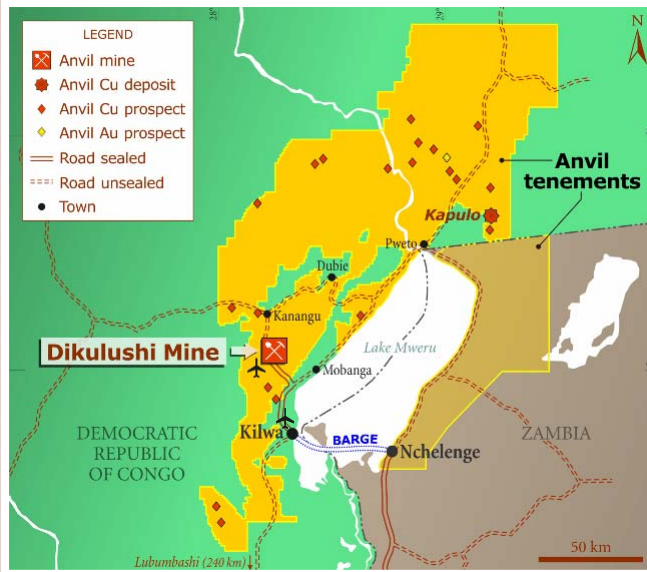 28°
29°
N
LEGEND
Anvil mine
Anvil Cu deposit
Anvil Cu prospect
Anvil Au prospect
Road sealed
Road unsealed
Town
Anvil
tenements
Kapulo
Pweto
Dubie
Kanangu
Lake Mweru
Dikulushi Mine
Mobanga
Kilwa
BARGE
Nchelenge
DEMOCRATIC
REPUBLIC
OF CONGO
ZAMBIA
50 km
Lubumbashi (240 km)